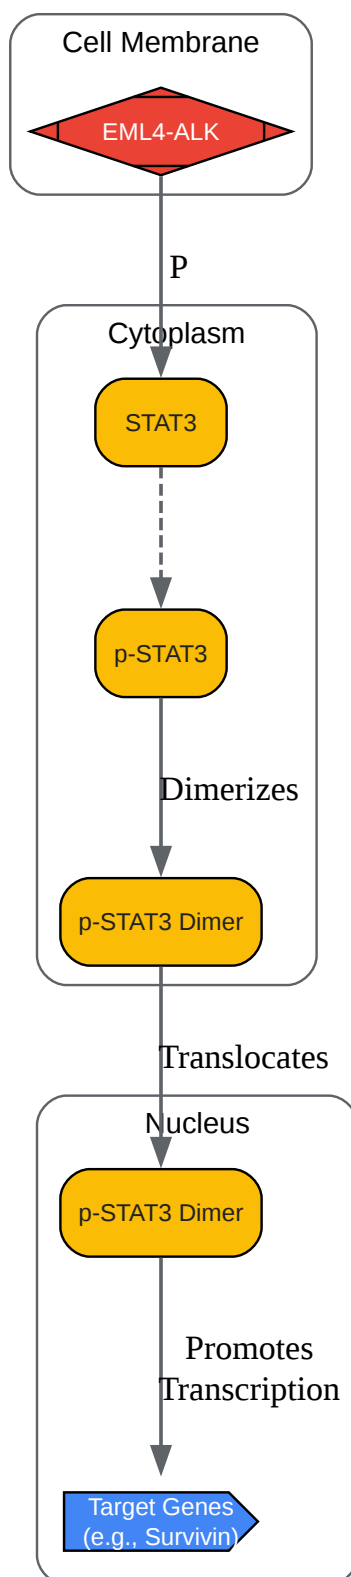 Cell Membrane
EML4-ALK
P
Cytoplasm
STAT3
p-STAT3
Dimerizes
p-STAT3 Dimer
Translocates
Nucleus
p-STAT3 Dimer
Promotes
Transcription
Target Genes
(e.g., Survivin)